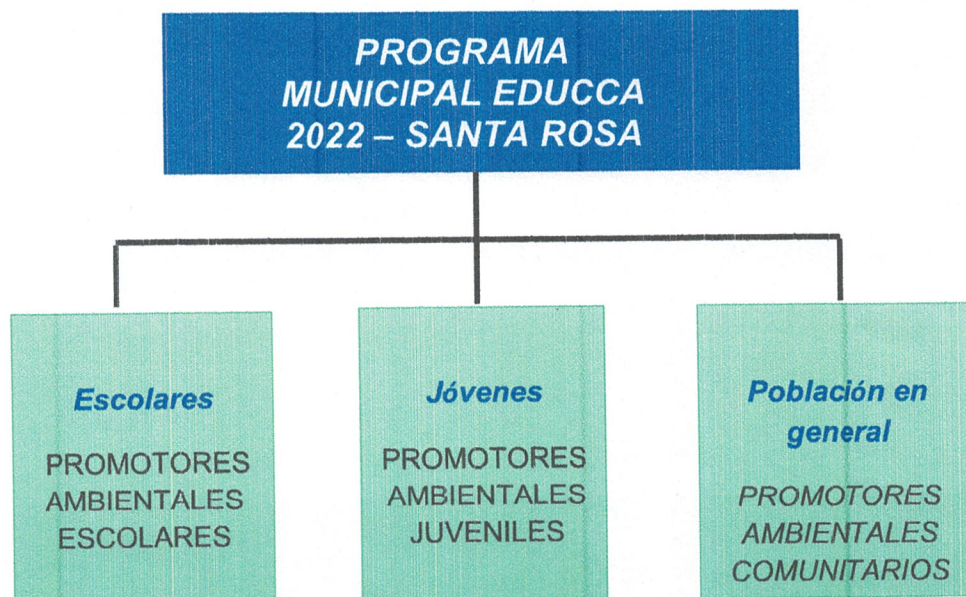 PROGRAMA
MUNICIPAL EDUCCA
2022 – SANTA ROSA
Escolares
PROMOTORES
AMBIENTALES
ESCOLARES
Jóvenes
PROMOTORES
AMBIENTALES
JUVENILES
Población en
general
PROMOTORES
AMBIENTALES
COMUNITARIOS